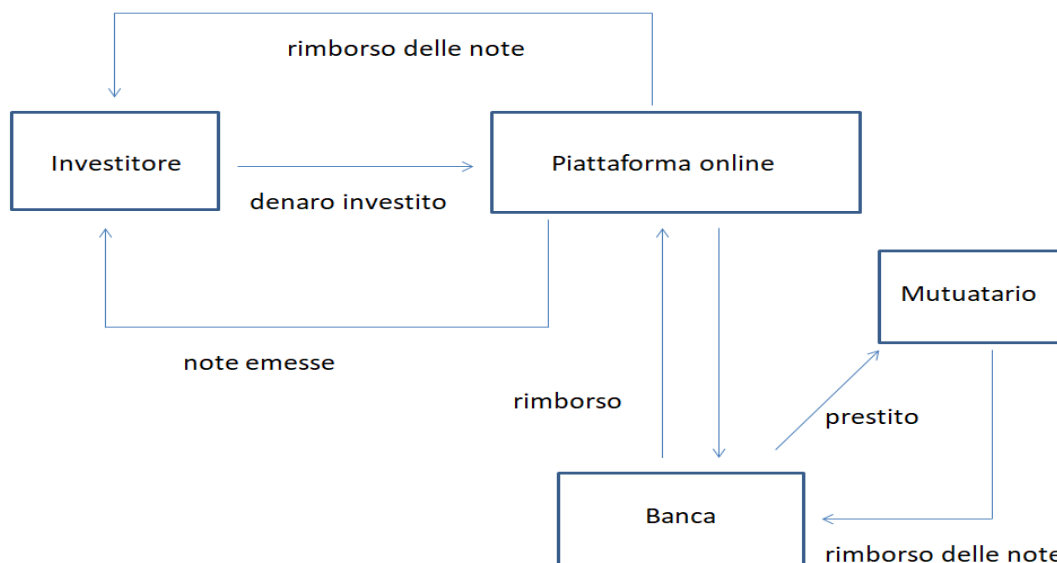 rimborso delle note
Investitore
Piattaforma online
denaro investito
Mutuatario
note emesse
rimborso
prestito
Banca
rimborso delle note